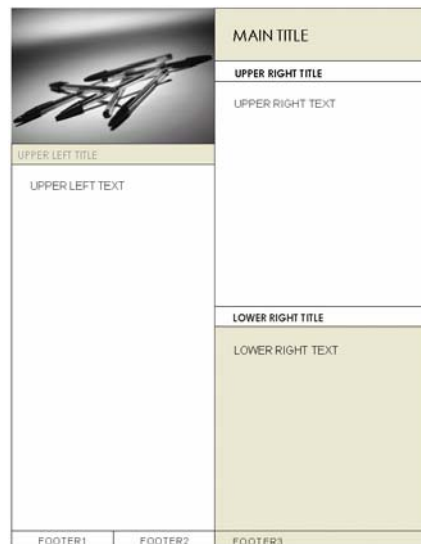 MAIN TITLE
UPPER RIGHT TITLE
UPPER RIGHT TEXT
UPPER LEFT TITLE
UPPER LEFT TEXT
LOWER RIGHT TITLE
LOWER RIGHT TEXT
FOOTER1
FOOTER2
FOOTER3